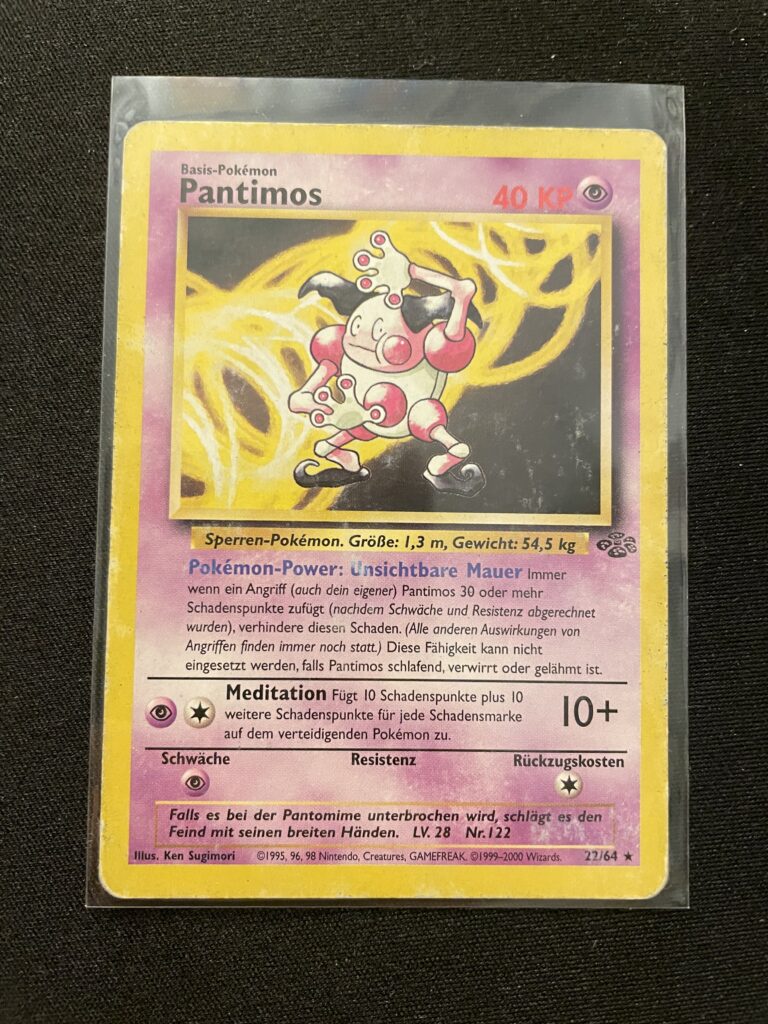 Basis-Pokémon
Pantimos
40 KP
Sperren-Pokémon. Größe: 1,3 m, Gewicht: 54,5 kg
Pokémon-Power: Unsichtbare Mauer Immer
wenn ein Angriff (auch dein eigener) Pantimos 30 oder mehr
Schadenspunkte zufügt (nachdem Schwäche und Resistenz abgerechnet
wurden), verhindere diesen Schaden. (Alle anderen Auswirkungen von
Angriffen finden immer noch statt.) Diese Fähigkeit kann nicht
eingesetzt werden, falls Pantimos schlafend, verwirrt oder gelähmt ist.
Meditation Fügt 10 Schadenspunkte plus 10
weitere Schadenspunkte für jede Schadensmarke
auf dem verteidigenden Pokémon zu.
10+
Schwäche Resistenz Rückzugskosten
Falls es bei der Pantomime unterbrochen wird, schlägt es den
Feind mit seinen breiten Händen. LV. 28 Nr.122
Illus. Ken Sugimori ©1995, 96, 98 Nintendo, Creatures, GAMEFREAK. ©1999–2000 Wizards. 22/64 ★